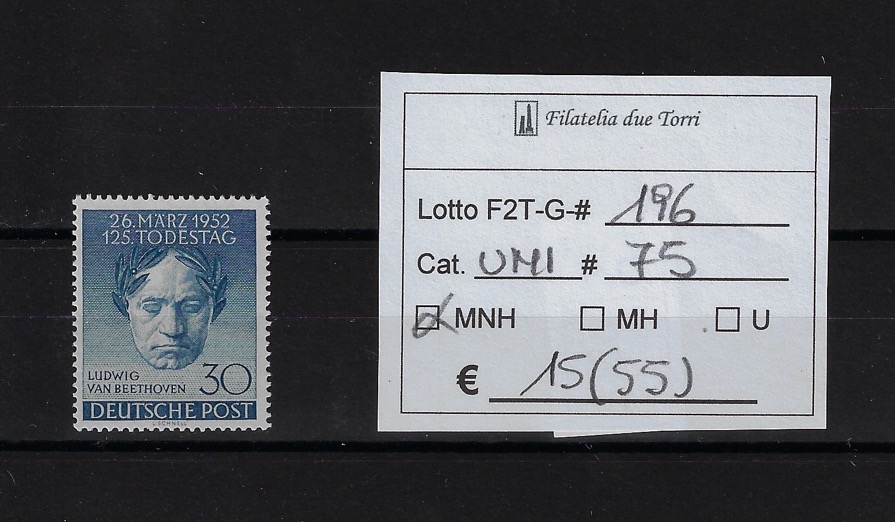 26. MÄRZ 1952
125. TODESTAG
LUDWIG
VAN BEETHOVEN 30
DEUTSCHE POST
L.SCHNELL
Filatelia due Torri
Lotto F2T-G-# 196
Cat. UNI # 75
MNH MH U
€ 15 (55)